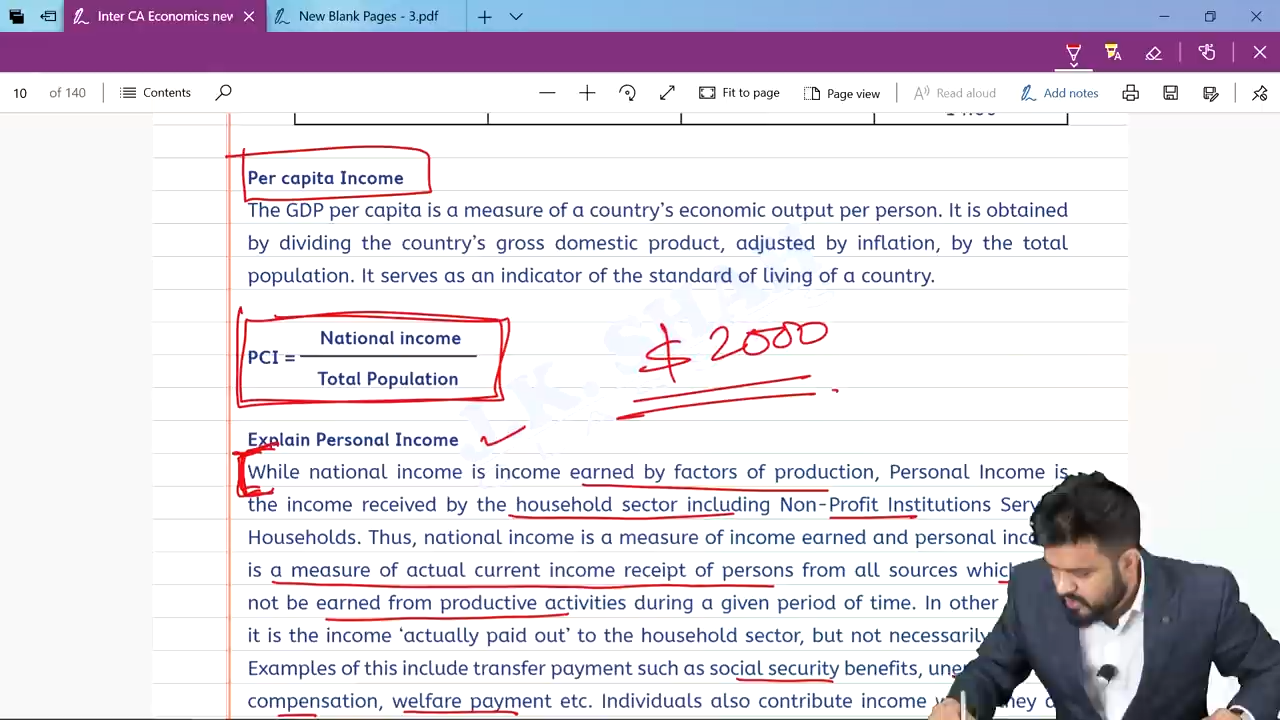 Inter CA Economics new
New Blank Pages - 3.pdf
10 of 140 Contents Fit to page Page view Read aloud Add notes
Per capita Income
The GDP per capita is a measure of a country's economic output per person. It is obtained
by dividing the country's gross domestic product, adjusted by inflation, by the total
population. It serves as an indicator of the standard of living of a country.
National income
PCI =
Total Population
$ 2000
J.K. SHAH
Explain Personal Income
While national income is income earned by factors of production, Personal Income is
the income received by the household sector including Non-Profit Institutions
Households. Thus, national income is a measure of income earned and personal
is a measure of actual current income receipt of persons from all sources
not be earned from productive activities during a given period of time. In other
it is the income 'actually paid out' to the household sector, but not necessarily
Examples of this include transfer payment such as social security benefits,
compensation, welfare payment etc. Individuals also contribute income